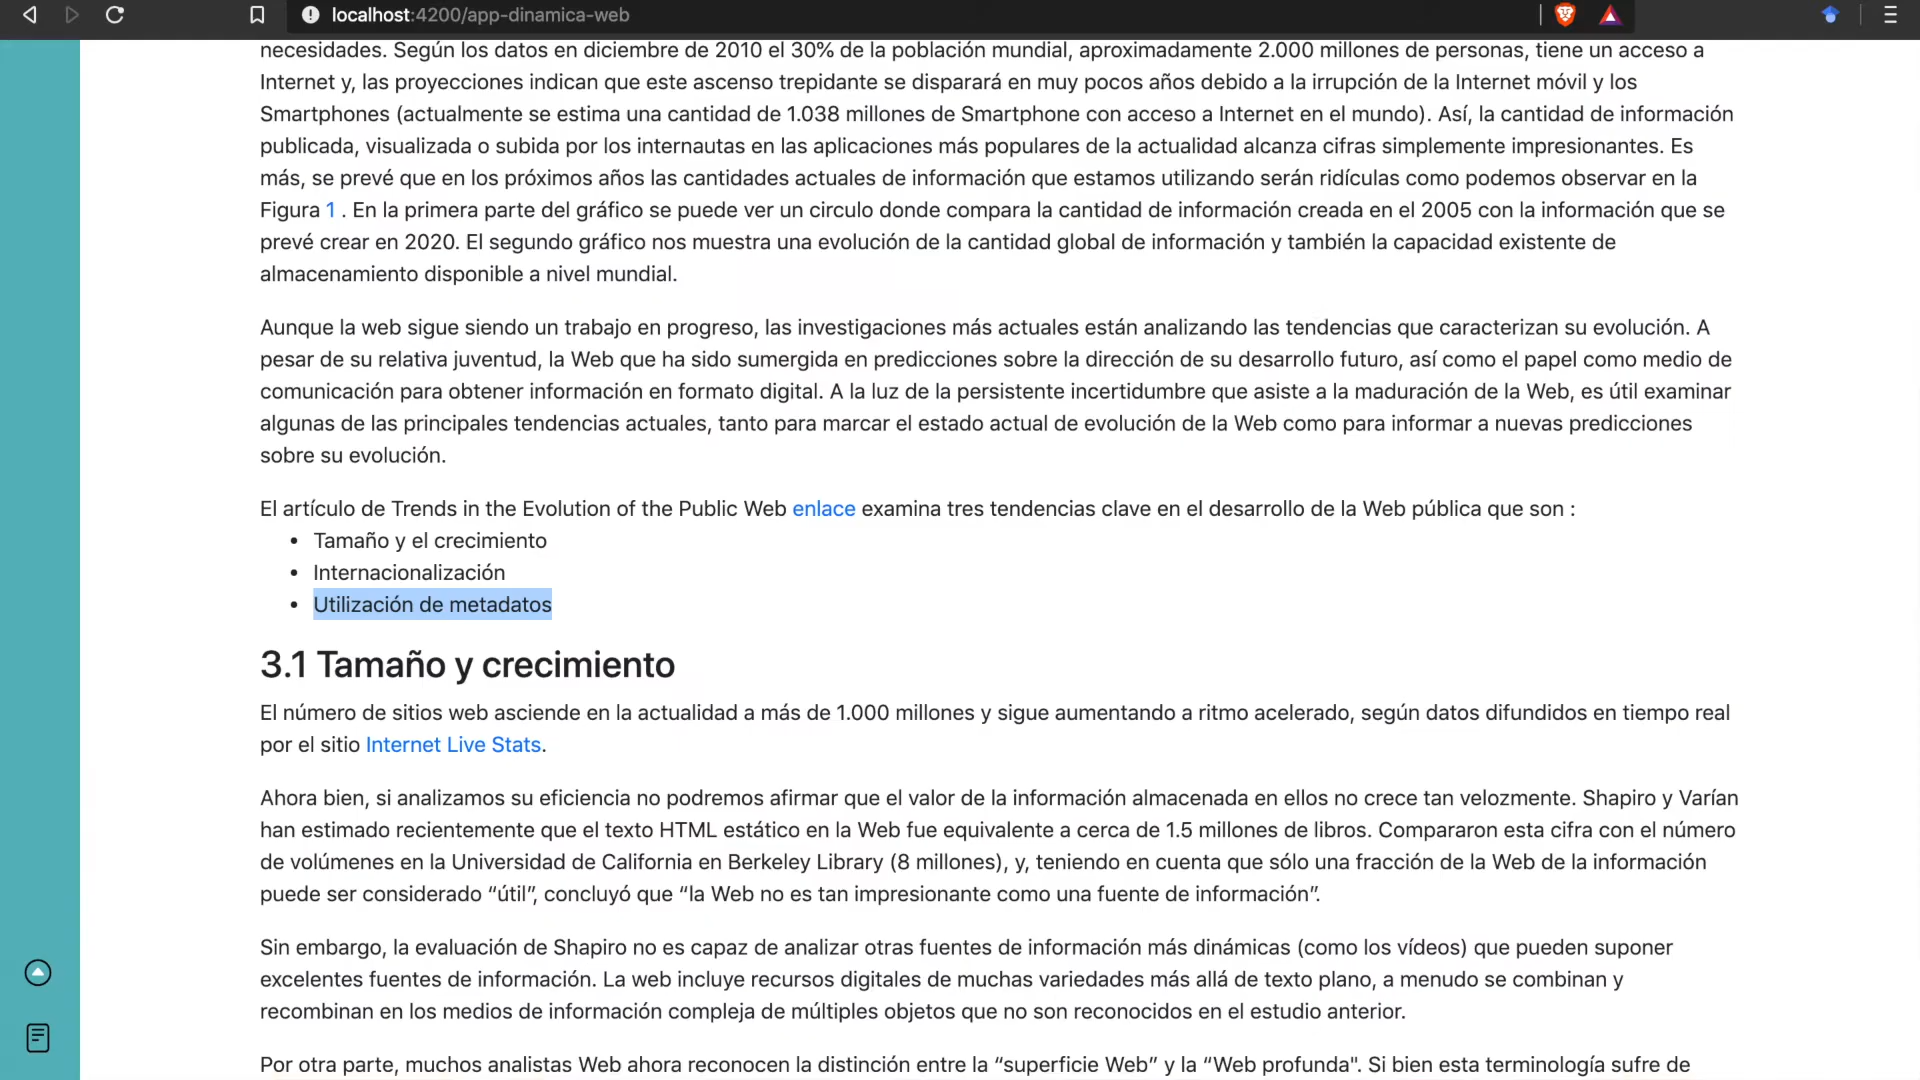 localhost:4200/app-dinamica-web
necesidades. Según los datos en diciembre de 2010 el 30% de la población mundial, aproximadamente 2.000 millones de personas, tiene un acceso a
Internet y, las proyecciones indican que este ascenso trepidante se disparará en muy pocos años debido a la irrupción de la Internet móvil y los
Smartphones (actualmente se estima una cantidad de 1.038 millones de Smartphone con acceso a Internet en el mundo). Así, la cantidad de información
publicada, visualizada o subida por los internautas en las aplicaciones más populares de la actualidad alcanza cifras simplemente impresionantes. Es
más, se prevé que en los próximos años las cantidades actuales de información que estamos utilizando serán ridículas como podemos observar en la
Figura 1 . En la primera parte del gráfico se puede ver un circulo donde compara la cantidad de información creada en el 2005 con la información que se
prevé crear en 2020. El segundo gráfico nos muestra una evolución de la cantidad global de información y también la capacidad existente de
almacenamiento disponible a nivel mundial.
Aunque la web sigue siendo un trabajo en progreso, las investigaciones más actuales están analizando las tendencias que caracterizan su evolución. A
pesar de su relativa juventud, la Web que ha sido sumergida en predicciones sobre la dirección de su desarrollo futuro, así como el papel como medio de
comunicación para obtener información en formato digital. A la luz de la persistente incertidumbre que asiste a la maduración de la Web, es útil examinar
algunas de las principales tendencias actuales, tanto para marcar el estado actual de evolución de la Web como para informar a nuevas predicciones
sobre su evolución.
El artículo de Trends in the Evolution of the Public Web enlace examina tres tendencias clave en el desarrollo de la Web pública que son :
• Tamaño y el crecimiento
• Internacionalización
• Utilización de metadatos
3.1 Tamaño y crecimiento
El número de sitios web asciende en la actualidad a más de 1.000 millones y sigue aumentando a ritmo acelerado, según datos difundidos en tiempo real
por el sitio Internet Live Stats.
Ahora bien, si analizamos su eficiencia no podremos afirmar que el valor de la información almacenada en ellos no crece tan velozmente. Shapiro y Varían
han estimado recientemente que el texto HTML estático en la Web fue equivalente a cerca de 1.5 millones de libros. Compararon esta cifra con el número
de volúmenes en la Universidad de California en Berkeley Library (8 millones), y, teniendo en cuenta que sólo una fracción de la Web de la información
puede ser considerado “útil”, concluyó que “la Web no es tan impresionante como una fuente de información”.
Sin embargo, la evaluación de Shapiro no es capaz de analizar otras fuentes de información más dinámicas (como los vídeos) que pueden suponer
excelentes fuentes de información. La web incluye recursos digitales de muchas variedades más allá de texto plano, a menudo se combinan y
recombinan en los medios de información compleja de múltiples objetos que no son reconocidos en el estudio anterior.
Por otra parte, muchos analistas Web ahora reconocen la distinción entre la “superficie Web” y la “Web profunda". Si bien esta terminología sufre de